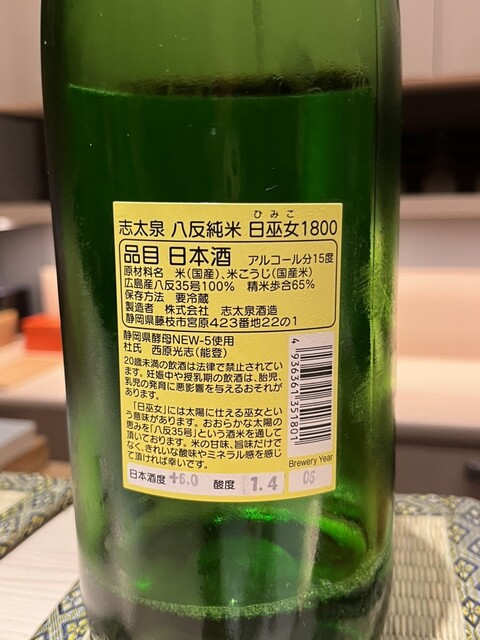 ひみこ
志太泉 八反純米 日巫女1800
品目 日本酒 アルコール分15度
原材料名 米(国産)、米こうじ(国産米)
広島産八反35号100% 精米歩合65%
保存方法 要冷蔵
製造者 株式会社 志太泉酒造
静岡県藤枝市宮原423番地22の1
静岡県酵母NEW-5使用
杜氏 西原光志(能登)
20歳未満の飲酒は法律で禁止されています。
妊娠中や授乳期の飲酒は、胎児、
乳児の発育に悪影響を与えるおそれが
あります。
「日巫女」には太陽に仕える巫女とい
う意味があります。おおらかな太陽の
恵みを「八反35号」という酒米を通して
頂いております。米の甘味、旨味だけで
なく、きれいな酸味やミネラル感を感じ
て頂ければ幸いです。
4936361551801
Brewery Year
日本酒度 +6.0 酸度 1.4 06